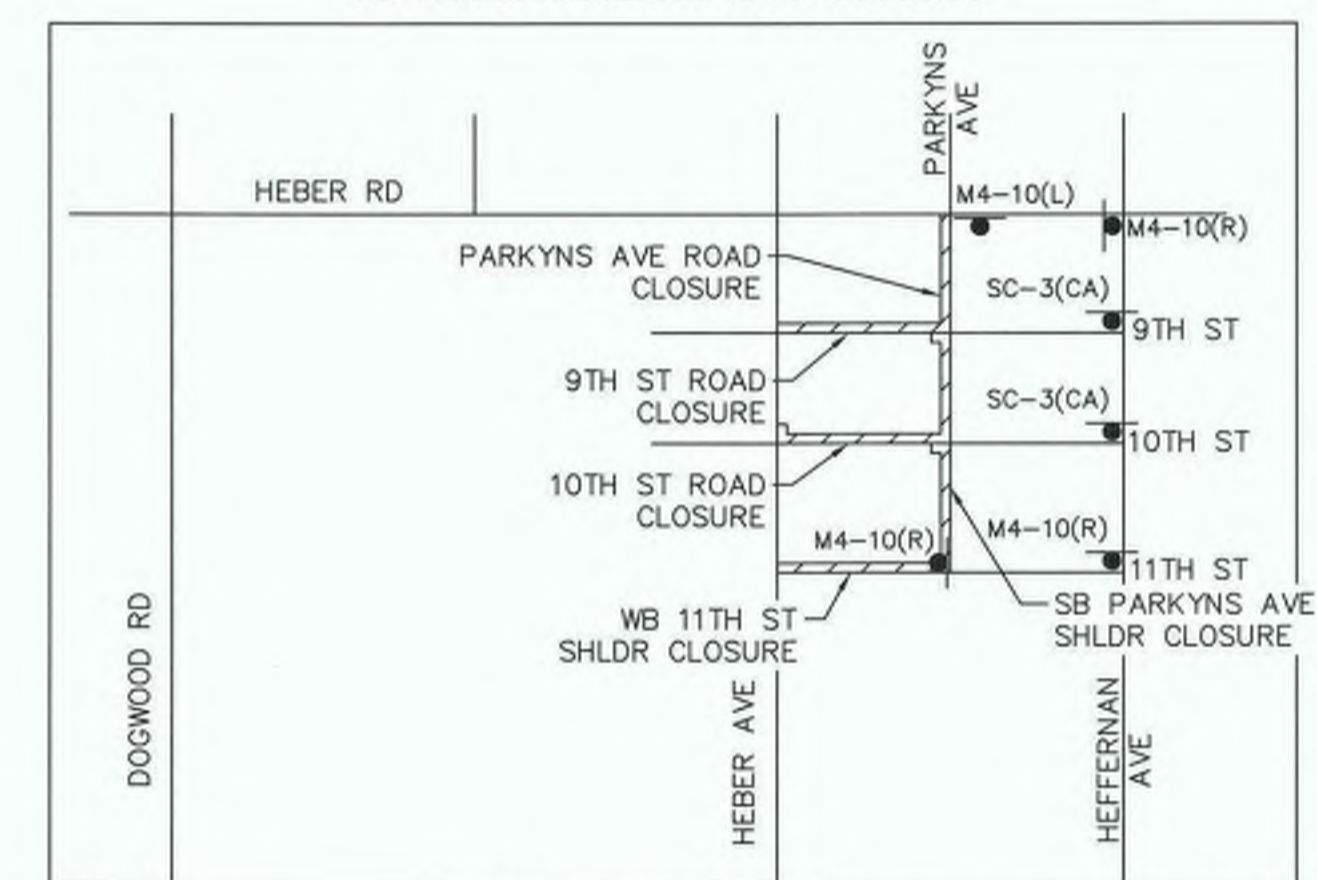 PARKYNS
AVE
HEBER RD
M4-10(L)
M4-10(R)
PARKYNS AVE ROAD
CLOSURE
SC-3(CA)
9TH ST
9TH ST ROAD
CLOSURE
SC-3(CA)
10TH ST
10TH ST ROAD
CLOSURE
M4-10(R)
M4-10(R)
11TH ST
WB 11TH ST
SHLDR CLOSURE
SB PARKYNS AVE
SHLDR CLOSURE
DOGWOOD RD
HEBER AVE
HEFFERNAN
AVE